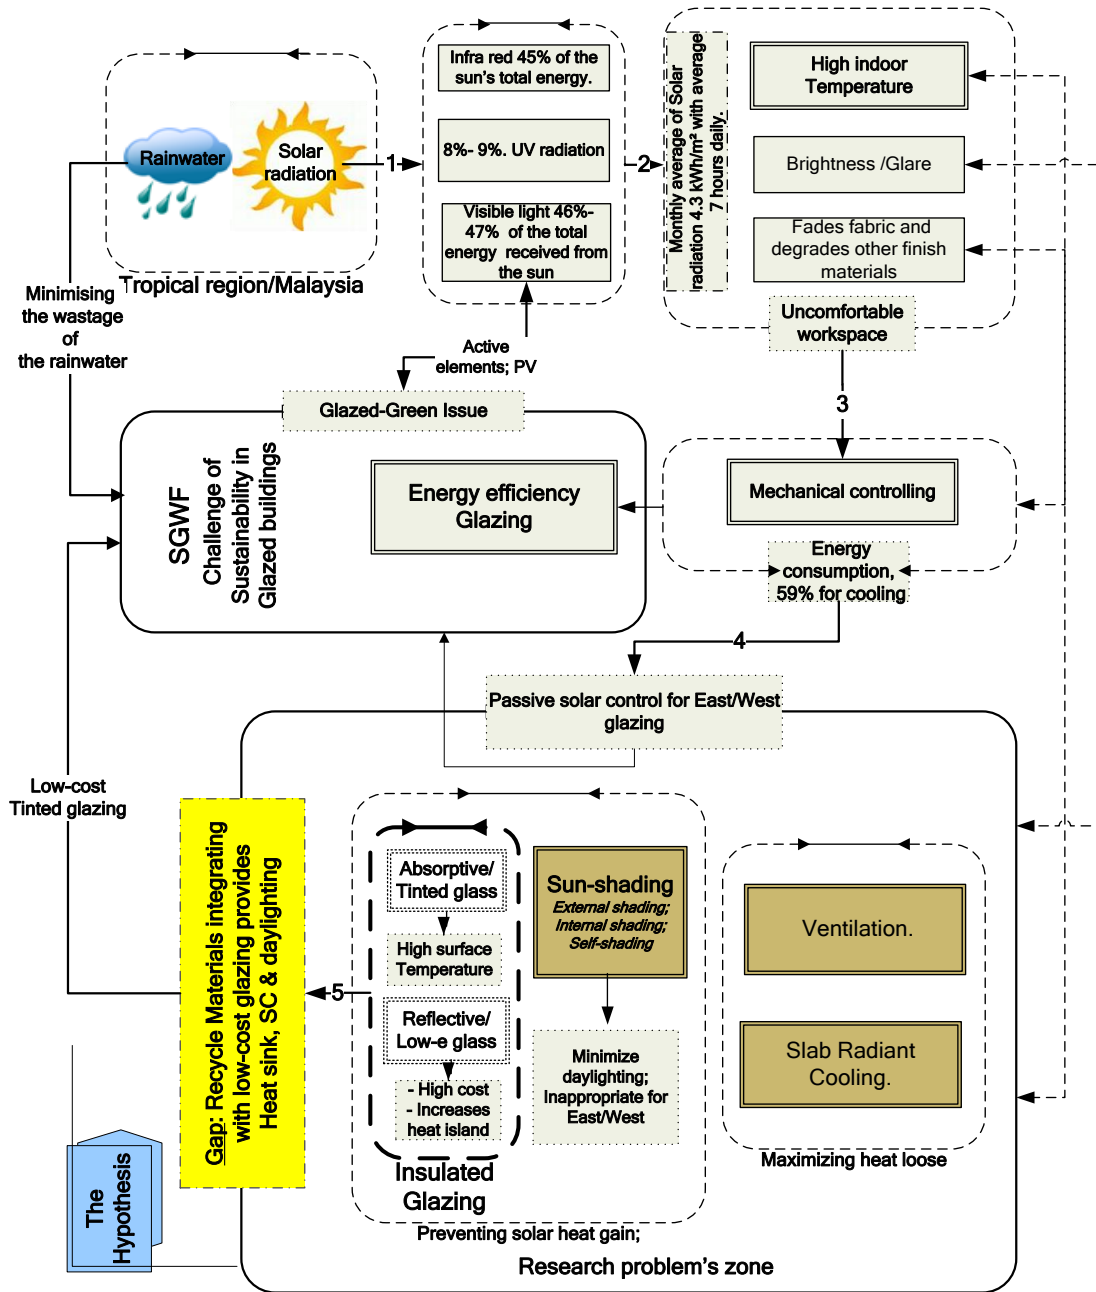 Rainwater
Solar
radiation
Tropical region/Malaysia
1
Infra red 45% of the
sun's total energy.
8%- 9%. UV radiation
Visible light 46%-
47% of the total
energy received from
the sun
2
Monthly average of Solar
radiation 4.3 kWh/m² with average
7 hours daily.
High indoor
Temperature
Brightness /Glare
Fades fabric and
degrades other finish
materials
Uncomfortable
workspace
Minimising
the wastage
of
the rainwater
Active
elements; PV
3
Glazed-Green Issue
SGWF
Challenge of
Sustainability in
Glazed buildings
Energy efficiency
Glazing
Mechanical controlling
Energy
consumption,
59% for cooling
4
Passive solar control for East/West
glazing
Low-cost
Tinted glazing
Gap: Recycle Materials integrating
with low-cost glazing provides
Heat sink, SC & daylighting
5
Absorptive/
Tinted glass
High surface
Temperature
Reflective/
Low-e glass
- High cost
- Increases
heat island
Insulated
Glazing
Sun-shading
External shading;
Internal shading;
Self-shading
Minimize
daylighting;
Inappropriate for
East/West
Preventing solar heat gain;
Ventilation.
Slab Radiant
Cooling.
Maximizing heat loose
The
Hypothesis
Research problem's zone